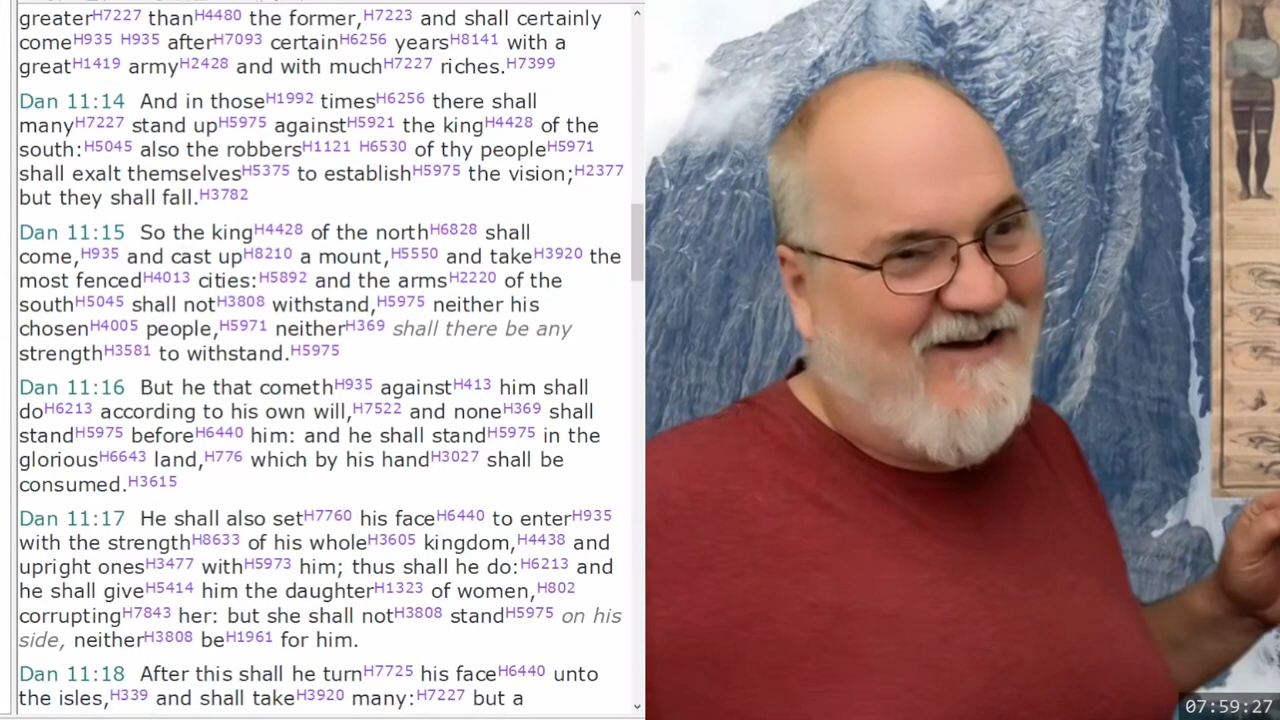 greaterH7227 thanH4480 the former,H7223 and shall certainly
comeH935 H935 afterH7093 certainH6256 yearsH8141 with a
greatH1419 armyH2428 and with muchH7227 riches.H7399
Dan 11:14 And in thoseH1992 timesH6256 there shall
manyH7227 stand upH5975 againstH5921 the kingH4428 of the
south:H5045 also the robbersH1121 H6530 of thy peopleH5971
shall exalt themselvesH5375 to establishH5975 the vision;H2377
but they shall fall.H3782
Dan 11:15 So the kingH4428 of the northH6828 shall
come,H935 and cast upH8210 a mount,H5550 and takeH3920 the
most fencedH4013 cities:H5892 and the armsH2220 of the
southH5045 shall notH3808 withstand,H5975 neither his
chosenH4005 people,H5971 neitherH369 shall there be any
strengthH3581 to withstand.H5975
Dan 11:16 But he that comethH935 againstH413 him shall
doH6213 according to his own will,H7522 and noneH369 shall
standH5975 beforeH6440 him: and he shall standH5975 in the
gloriousH6643 land,H776 which by his handH3027 shall be
consumed.H3615
Dan 11:17 He shall also setH7760 his faceH6440 to enterH935
with the strengthH8633 of his wholeH3605 kingdom,H4438 and
upright onesH3477 withH5973 him; thus shall he do:H6213 and
he shall giveH5414 him the daughterH1323 of women,H802
corruptingH7843 her: but she shall notH3808 standH5975 on his
side, neitherH3808 beH1961 for him.
Dan 11:18 After this shall he turnH7725 his faceH6440 unto
the isles,H339 and shall takeH3920 many:H7227 but a
07:59:27